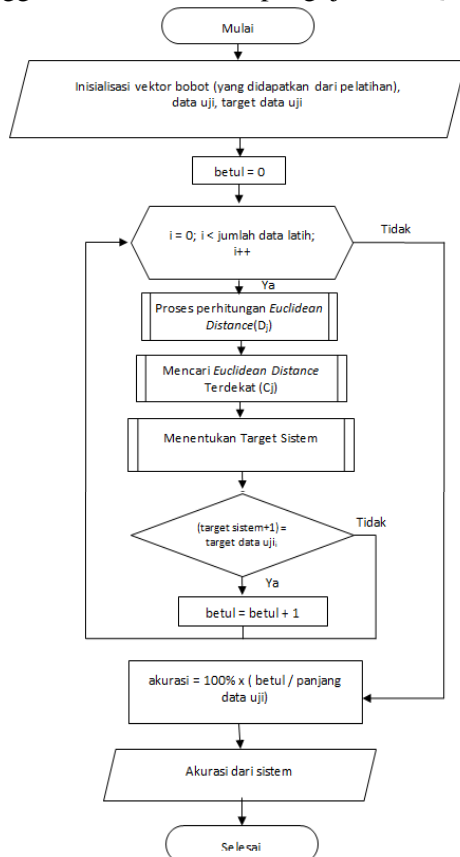 Mulai
Inisialisasi vektor bobot (yang didapatkan dari pelatihan),
data uji, target data uji
betul = 0
i = 0; i < jumlah data latih;
i++
Tidak
Ya
Proses perhitungan Euclidean
Distance(Dj)
Mencari Euclidean Distance
Terdekat (Cj)
Menentukan Target Sistem
(target sistem+1) =
target data uji,
Tidak
Ya
betul = betul + 1
akurasi = 100% x ( betul / panjang
data uji)
Akurasi dari sistem
Selesai